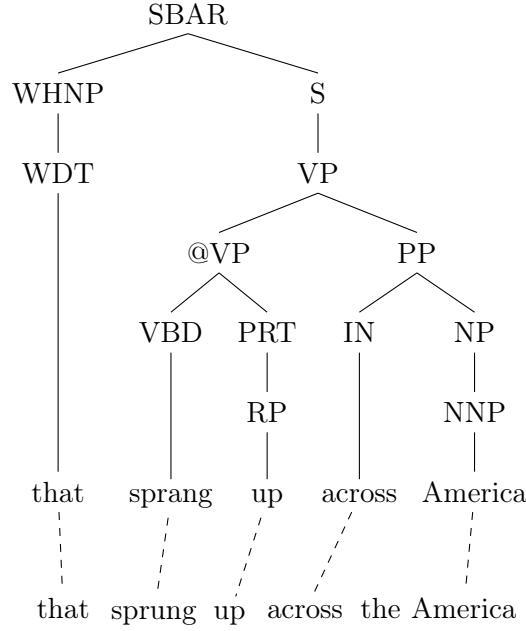 SBAR
WHNP S
WDT VP
@VP PP
VBD PRT IN NP
RP NNP
that sprang up across America
that sprung up across the America